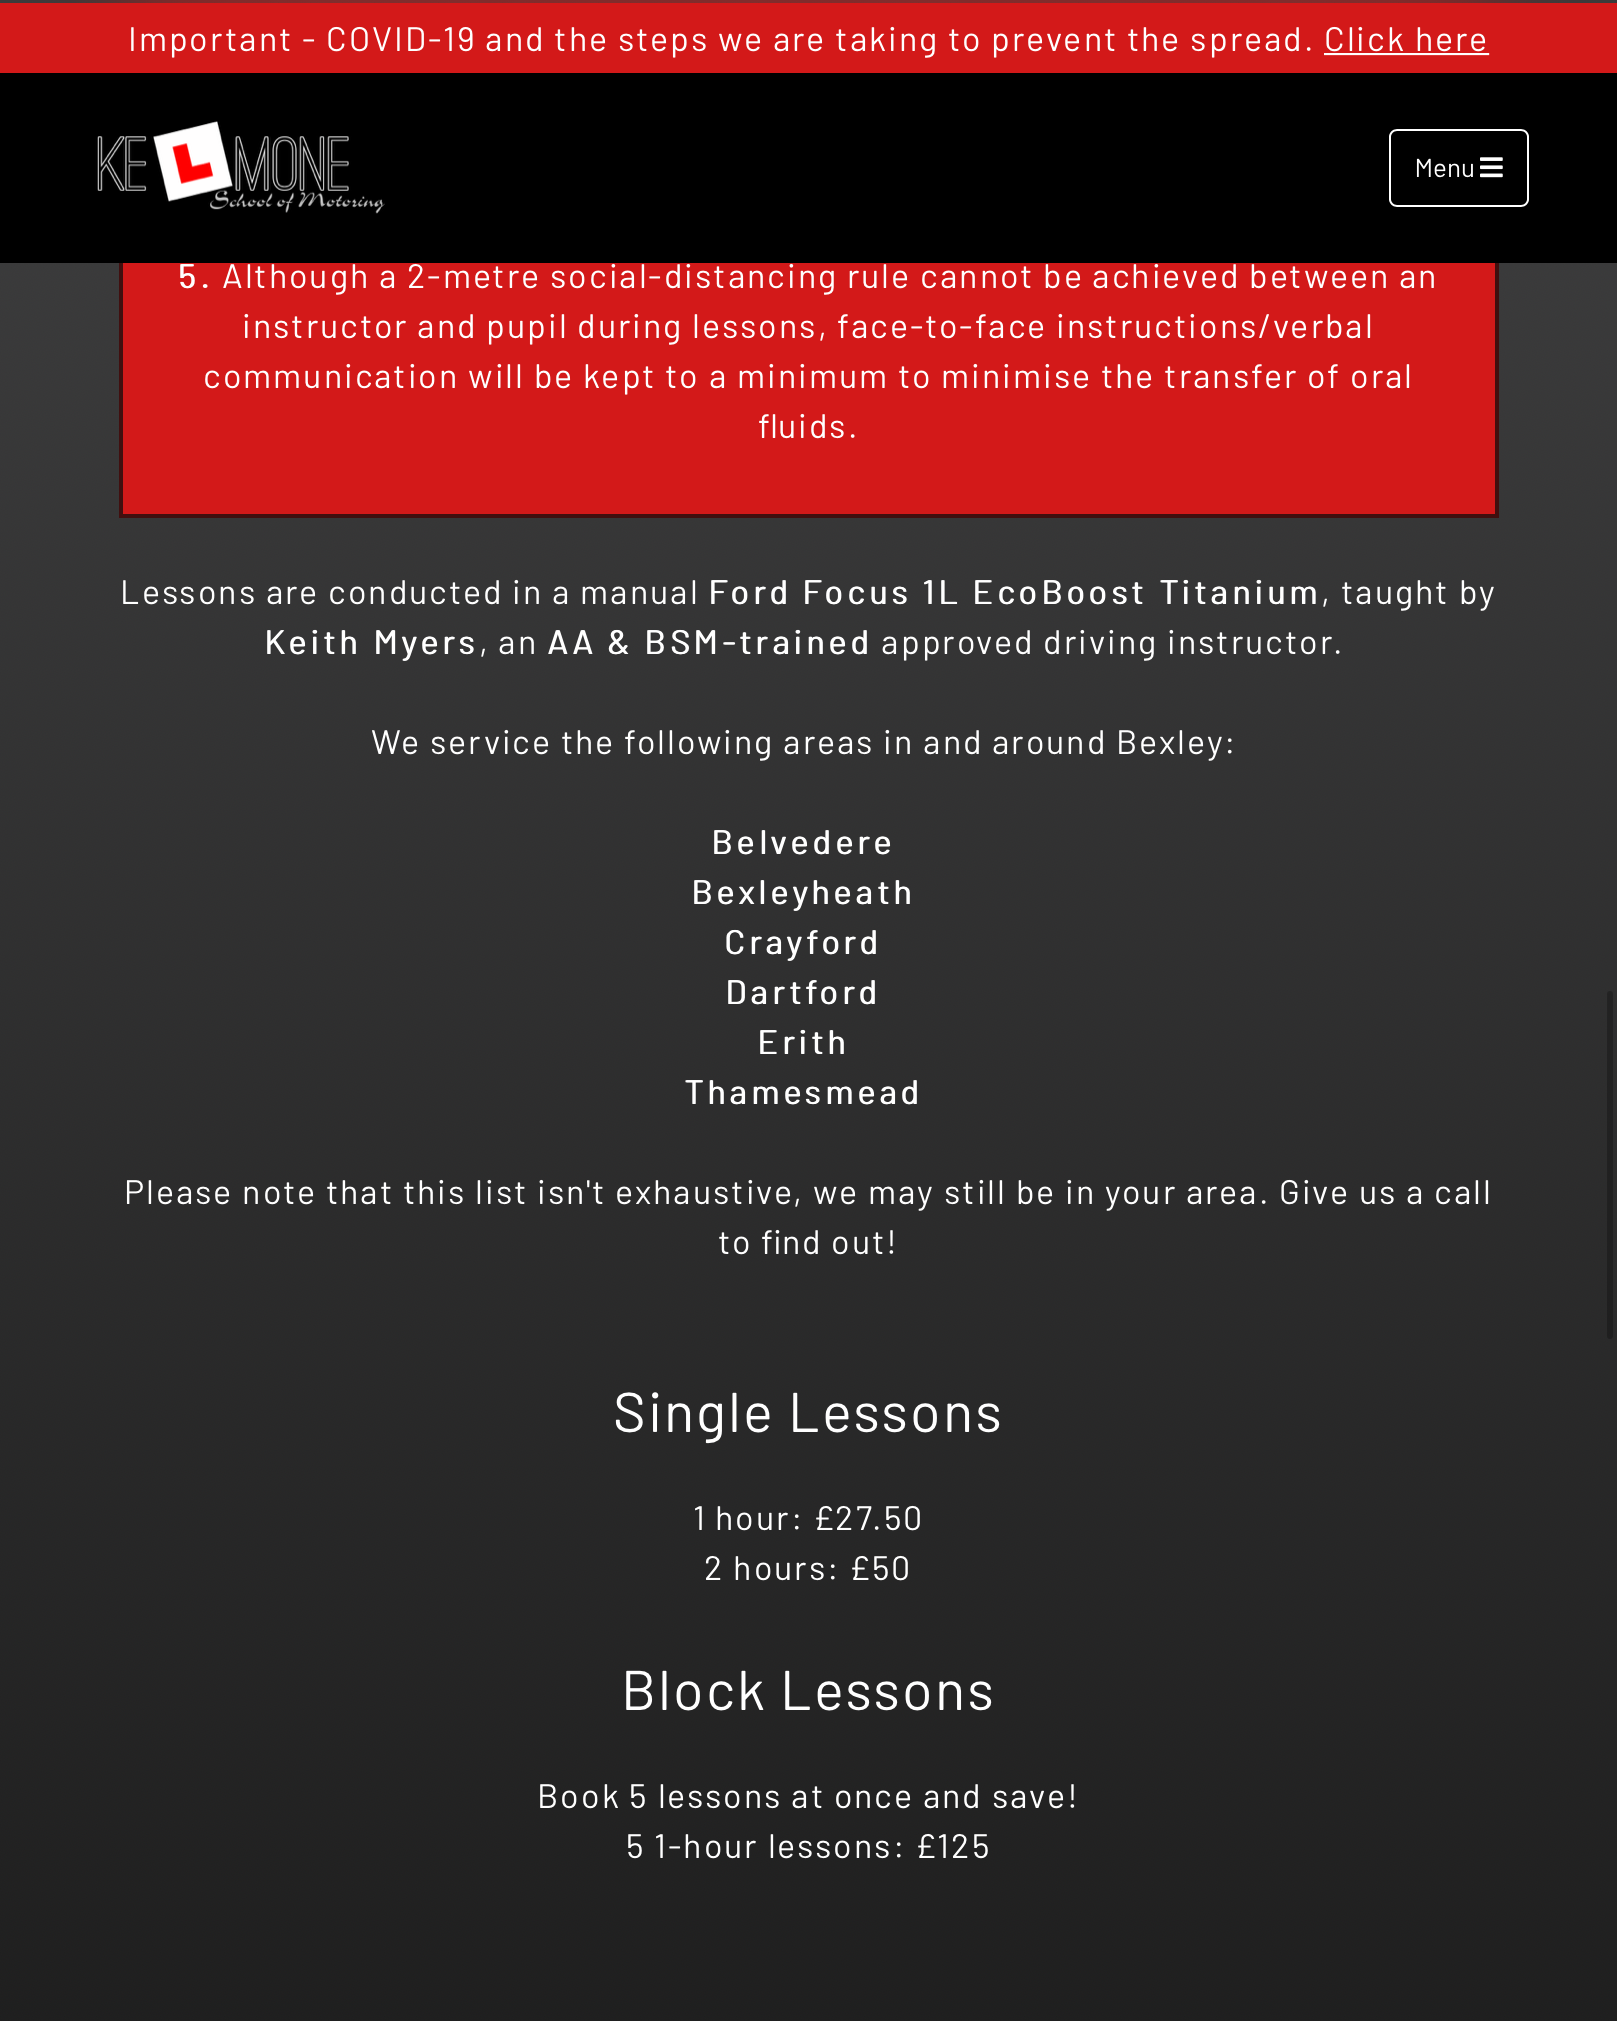 Important - COVID-19 and the steps we are taking to prevent the spread. Click here
KELMONE
School of Motoring
Menu
5. Although a 2-metre social-distancing rule cannot be achieved between an
instructor and pupil during lessons, face-to-face instructions/verbal
communication will be kept to a minimum to minimise the transfer of oral
fluids.
Lessons are conducted in a manual Ford Focus 1L EcoBoost Titanium, taught by
Keith Myers, an AA & BSM-trained approved driving instructor.
We service the following areas in and around Bexley:
Belvedere
Bexleyheath
Crayford
Dartford
Erith
Thamesmead
Please note that this list isn't exhaustive, we may still be in your area. Give us a call
to find out!
Single Lessons
1 hour: £27.50
2 hours: £50
Block Lessons
Book 5 lessons at once and save!
5 1-hour lessons: £125